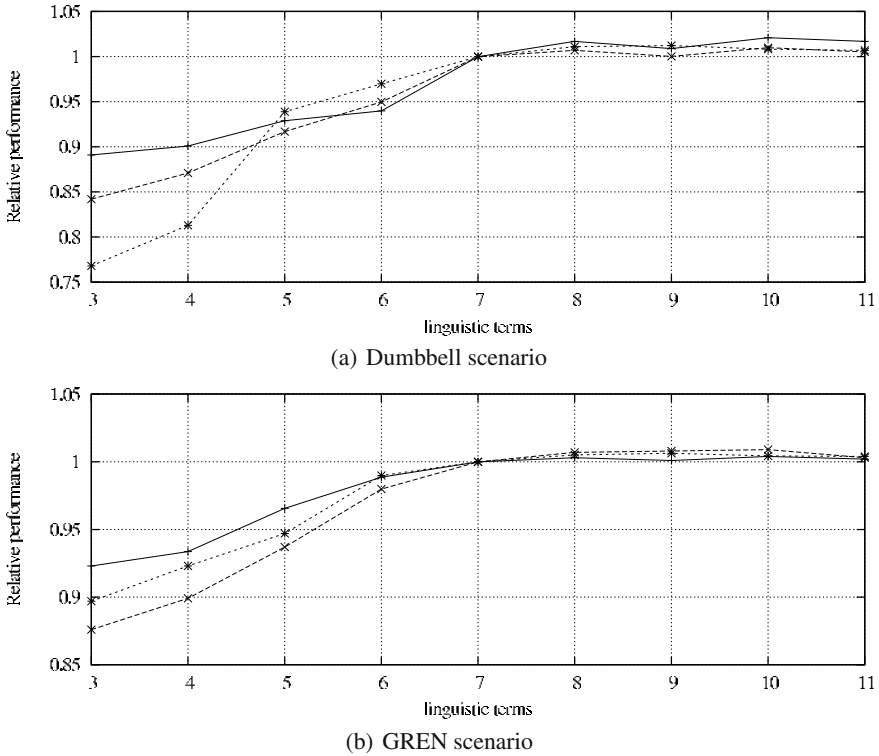 1.05
1
0.95
0.9
0.85
0.8
0.75
Relative performance
3 4 5 6 7 8 9 10 11
linguistic terms
(a) Dumbbell scenario
1.05
1
0.95
0.9
0.85
Relative performance
3 4 5 6 7 8 9 10 11
linguistic terms
(b) GREN scenario